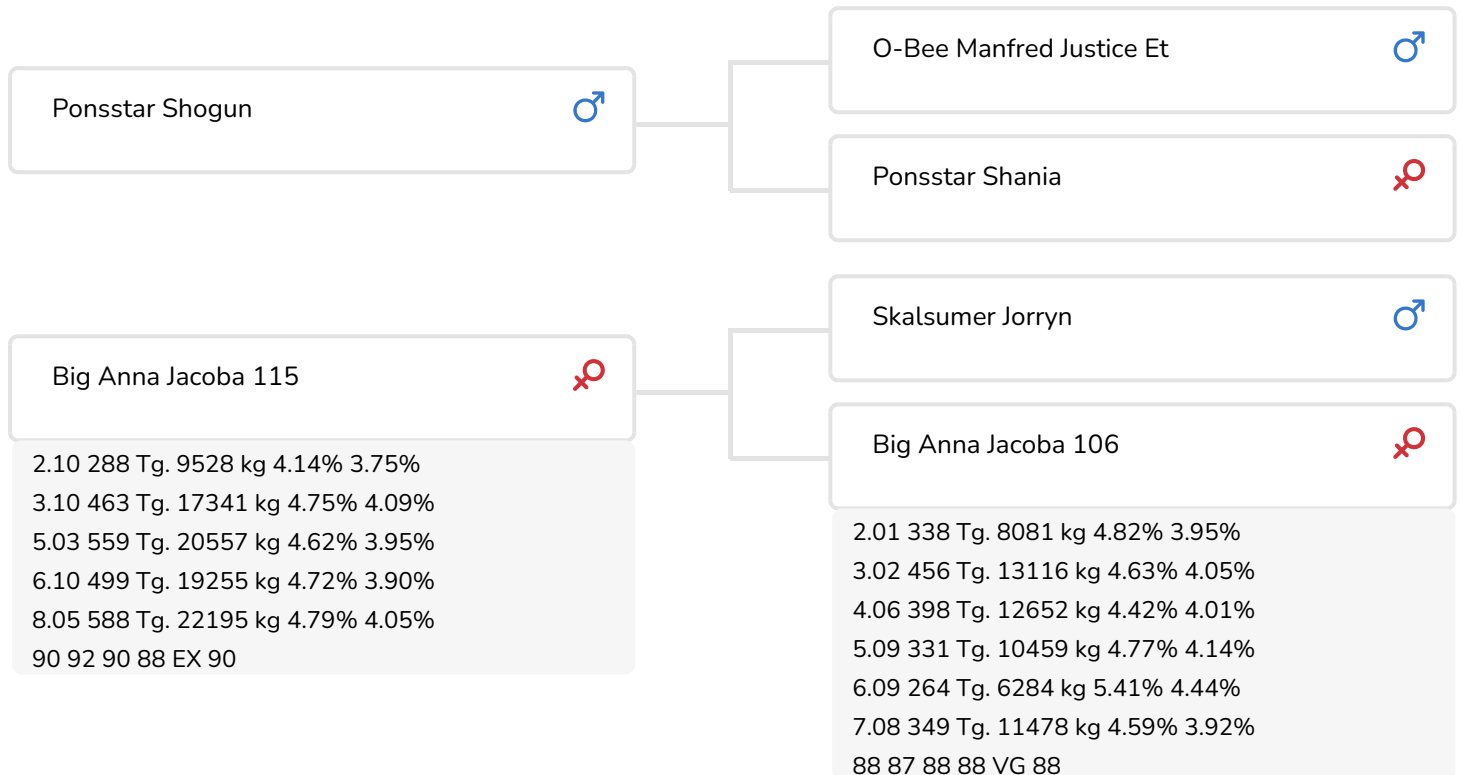 Ponsstar Shogun
O-Bee Manfred Justice Et
Ponsstar Shania
Big Anna Jacoba 115
2.10 288 Tg. 9528 kg 4.14% 3.75%
3.10 463 Tg. 17341 kg 4.75% 4.09%
5.03 559 Tg. 20557 kg 4.62% 3.95%
6.10 499 Tg. 19255 kg 4.72% 3.90%
8.05 588 Tg. 22195 kg 4.79% 4.05%
90 92 90 88 EX 90
Skalsumer Jorryn
Big Anna Jacoba 106
2.01 338 Tg. 8081 kg 4.82% 3.95%
3.02 456 Tg. 13116 kg 4.63% 4.05%
4.06 398 Tg. 12652 kg 4.42% 4.01%
5.09 331 Tg. 10459 kg 4.77% 4.14%
6.09 264 Tg. 6284 kg 5.41% 4.44%
7.08 349 Tg. 11478 kg 4.59% 3.92%
88 87 88 88 VG 88